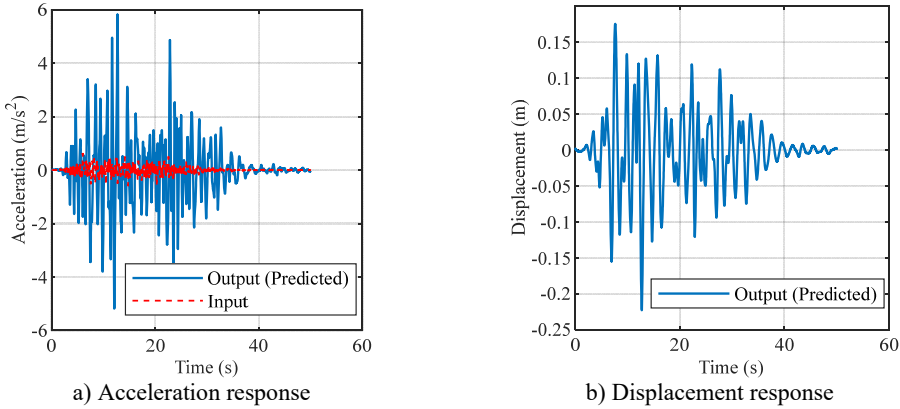 6
4
2
0
-2
-4
-6
Acceleration (m/s²)
Output (Predicted)
Input
0
20
40
60
Time (s)
a) Acceleration response
0.15
0.1
0.05
0
-0.05
-0.1
-0.15
-0.2
-0.25
Displacement (m)
Output (Predicted)
0
20
40
60
Time (s)
b) Displacement response